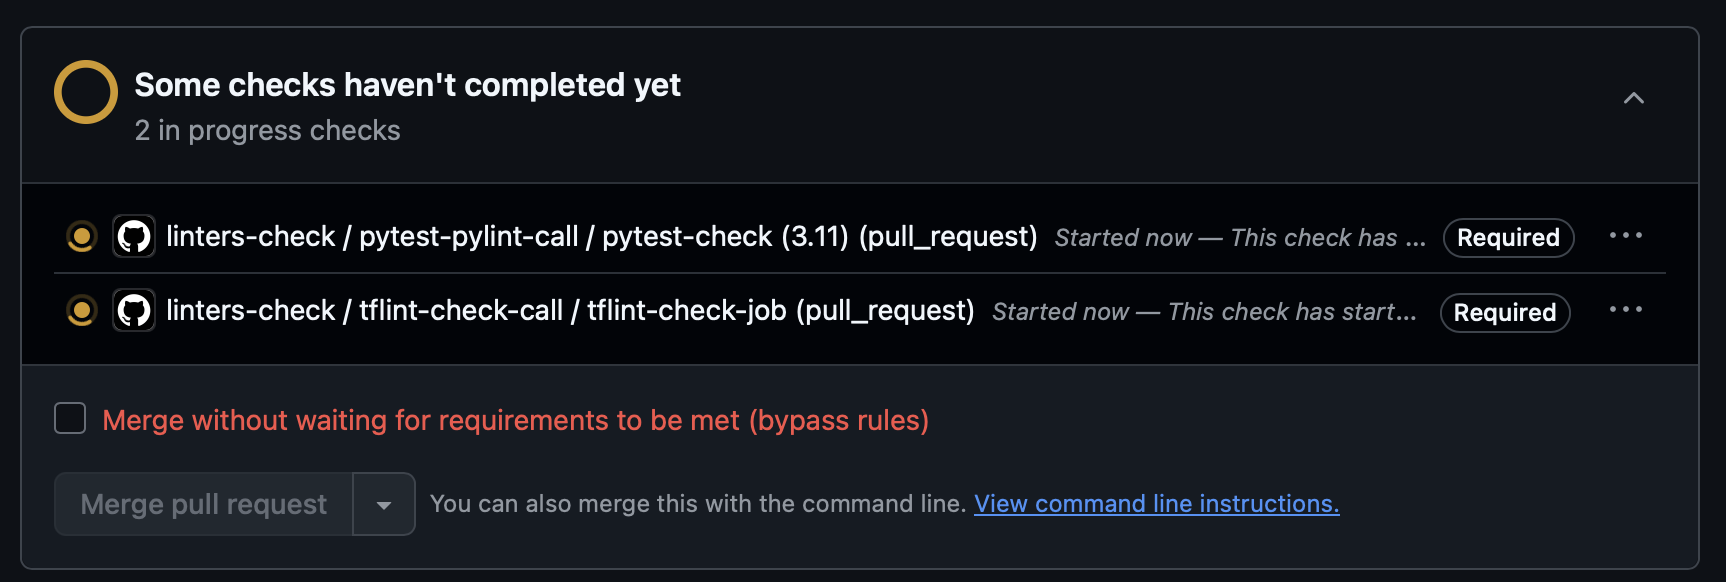 Some checks haven't completed yet
2 in progress checks
linters-check / pytest-pylint-call / pytest-check (3.11) (pull_request) Started now — This check has ... Required
linters-check / tflint-check-call / tflint-check-job (pull_request) Started now — This check has start... Required
Merge without waiting for requirements to be met (bypass rules)
Merge pull request You can also merge this with the command line. View command line instructions.